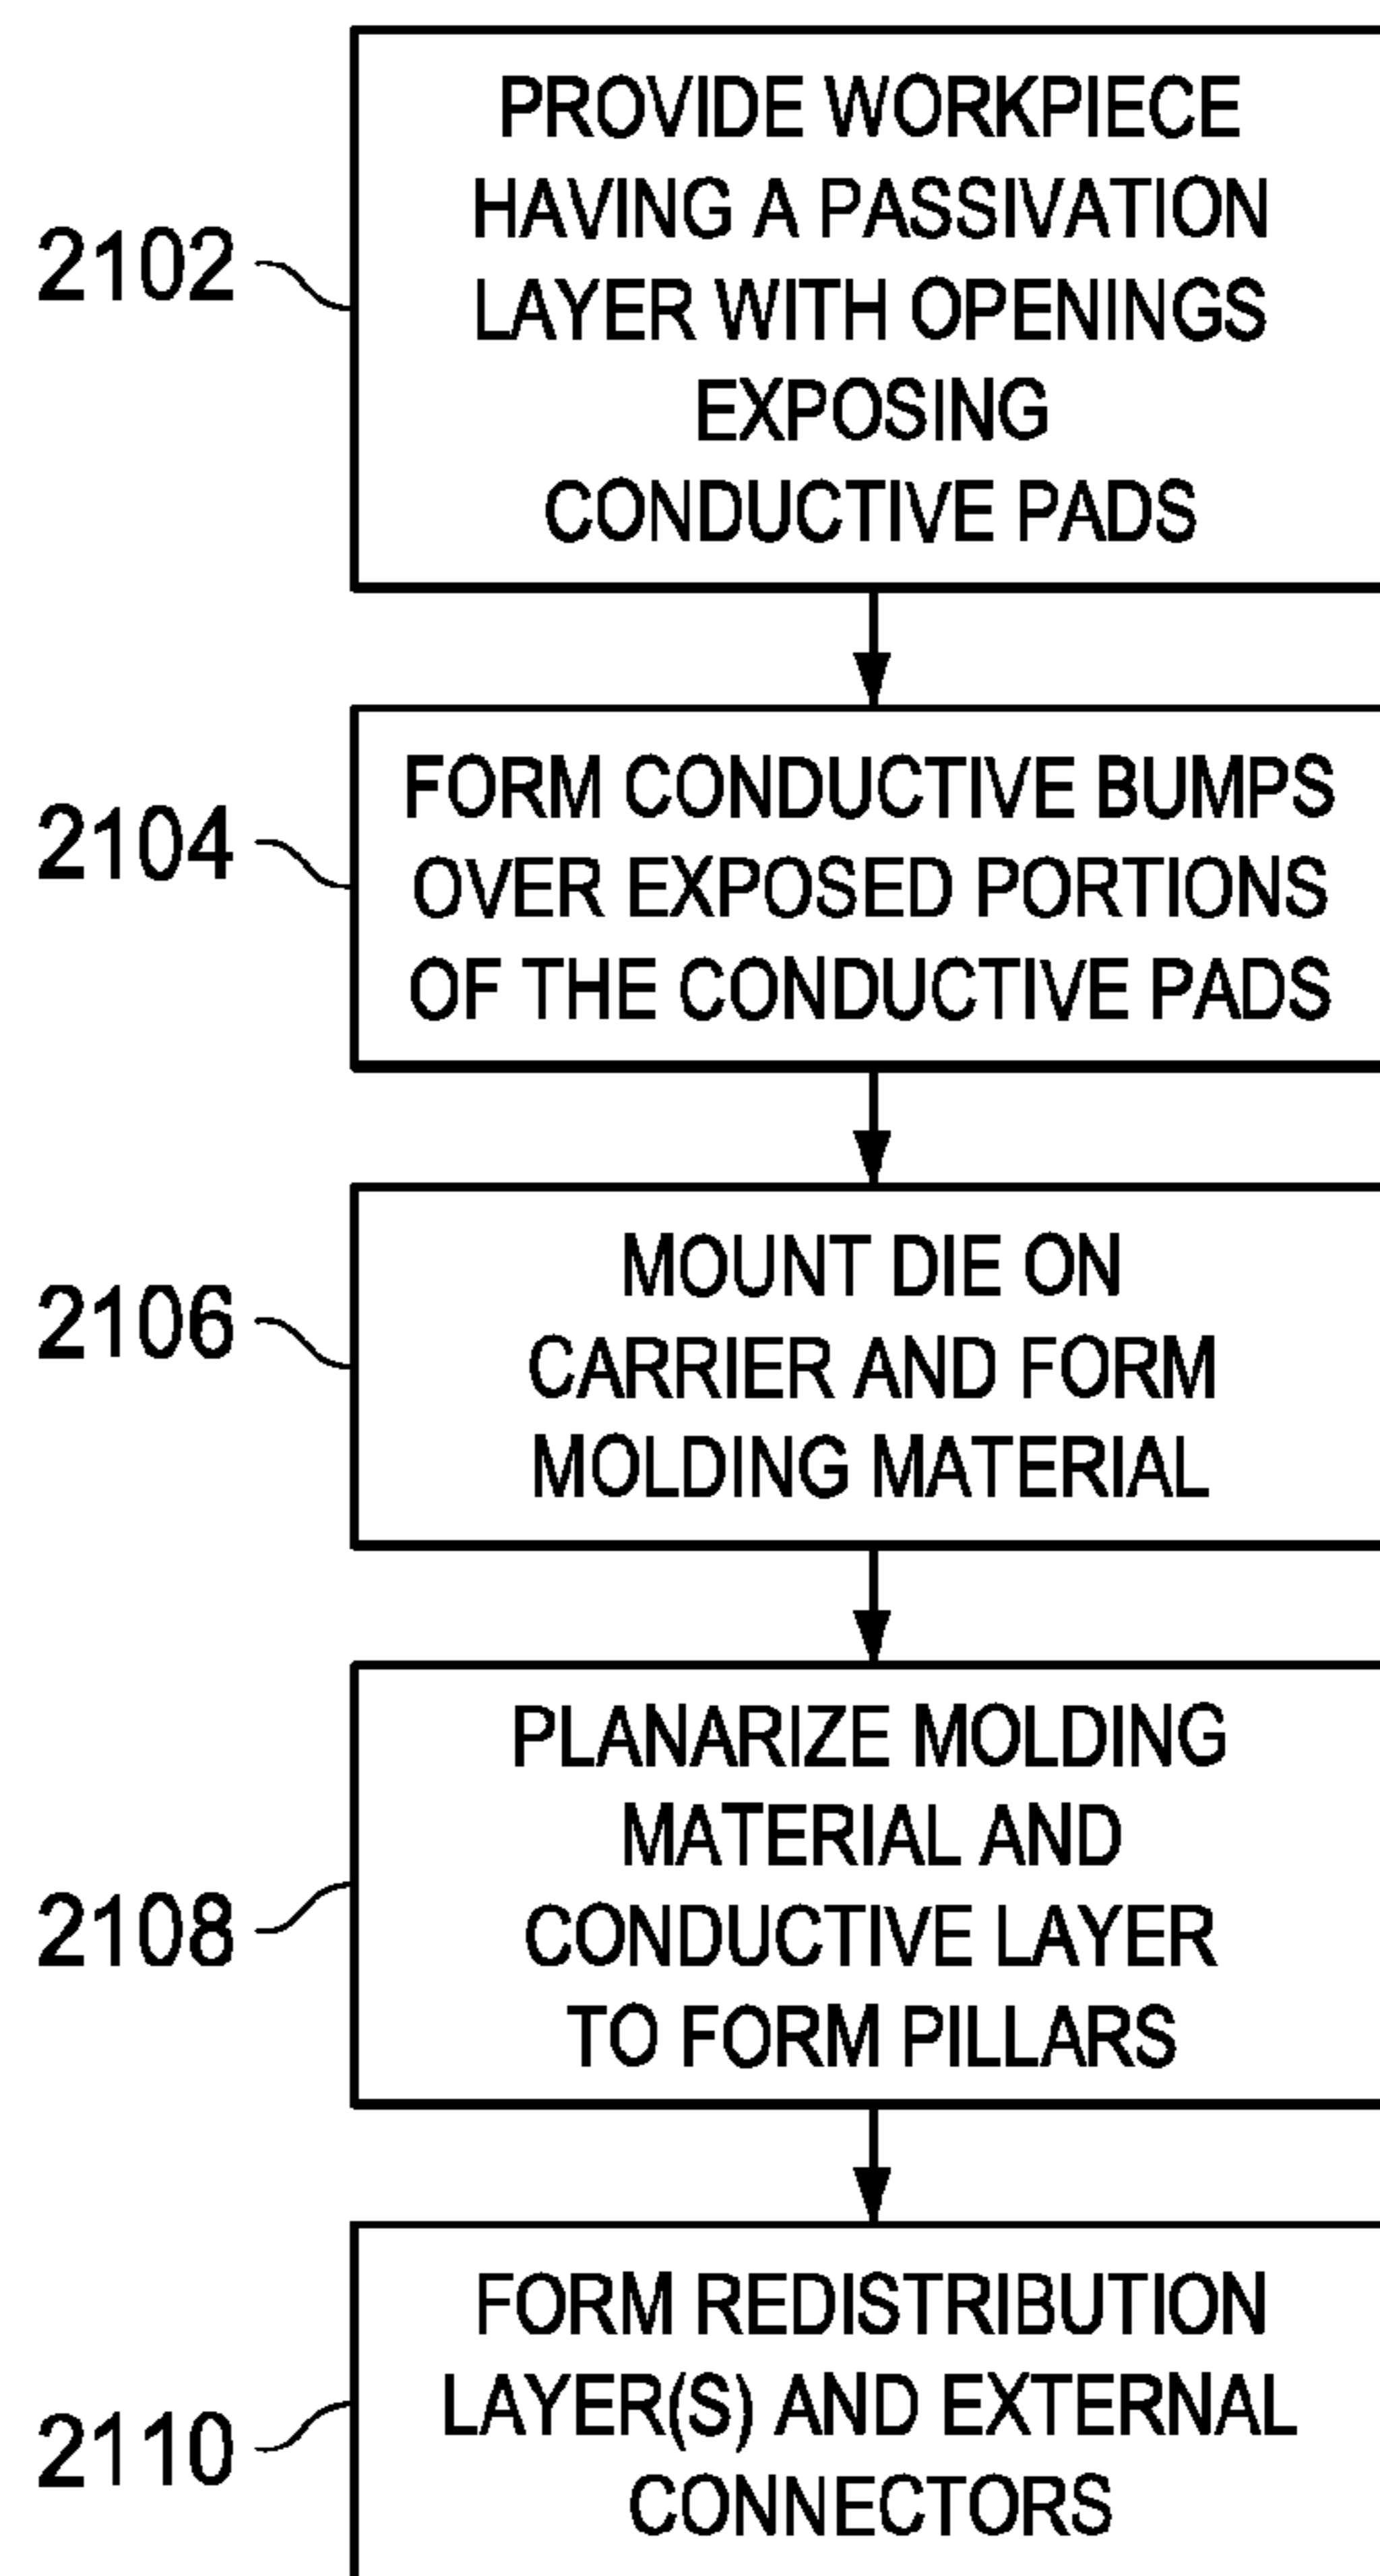 2102
PROVIDE WORKPIECE
HAVING A PASSIVATION
LAYER WITH OPENINGS
EXPOSING
CONDUCTIVE PADS
2104
FORM CONDUCTIVE BUMPS
OVER EXPOSED PORTIONS
OF THE CONDUCTIVE PADS
2106
MOUNT DIE ON
CARRIER AND FORM
MOLDING MATERIAL
2108
PLANARIZE MOLDING
MATERIAL AND
CONDUCTIVE LAYER
TO FORM PILLARS
2110
FORM REDISTRIBUTION
LAYER(S) AND EXTERNAL
CONNECTORS